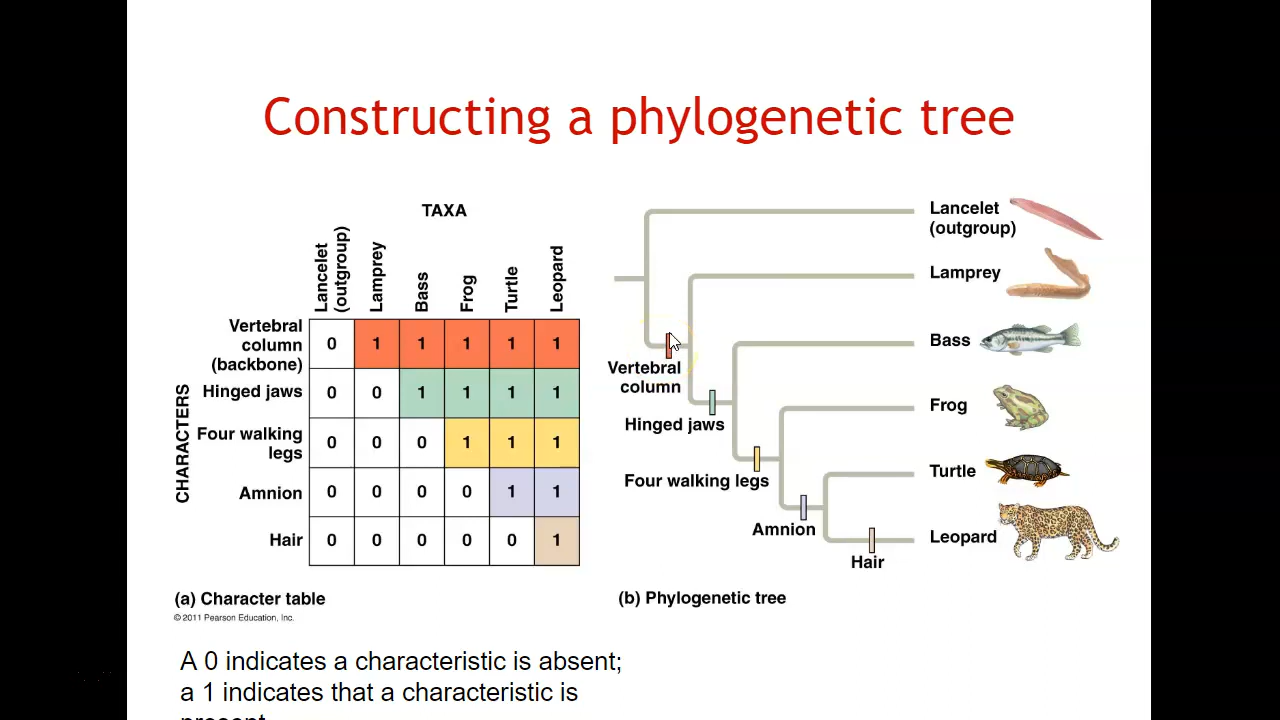 Constructing a phylogenetic tree
TAXA
Lancelet
(outgroup)
Lamprey
Bass
Frog
Turtle
Leopard
CHARACTERS
Vertebral
column
(backbone)
0 1 1 1 1 1
Hinged jaws 0 0 1 1 1 1
Four walking
legs
0 0 0 1 1 1
Amnion 0 0 0 0 1 1
Hair 0 0 0 0 0 1
(a) Character table
© 2011 Pearson Education, Inc.
Lancelet
(outgroup)
Lamprey
Bass
Frog
Turtle
Leopard
Vertebral
column
Hinged jaws
Four walking legs
Amnion
Hair
(b) Phylogenetic tree
A 0 indicates a characteristic is absent;
a 1 indicates that a characteristic is